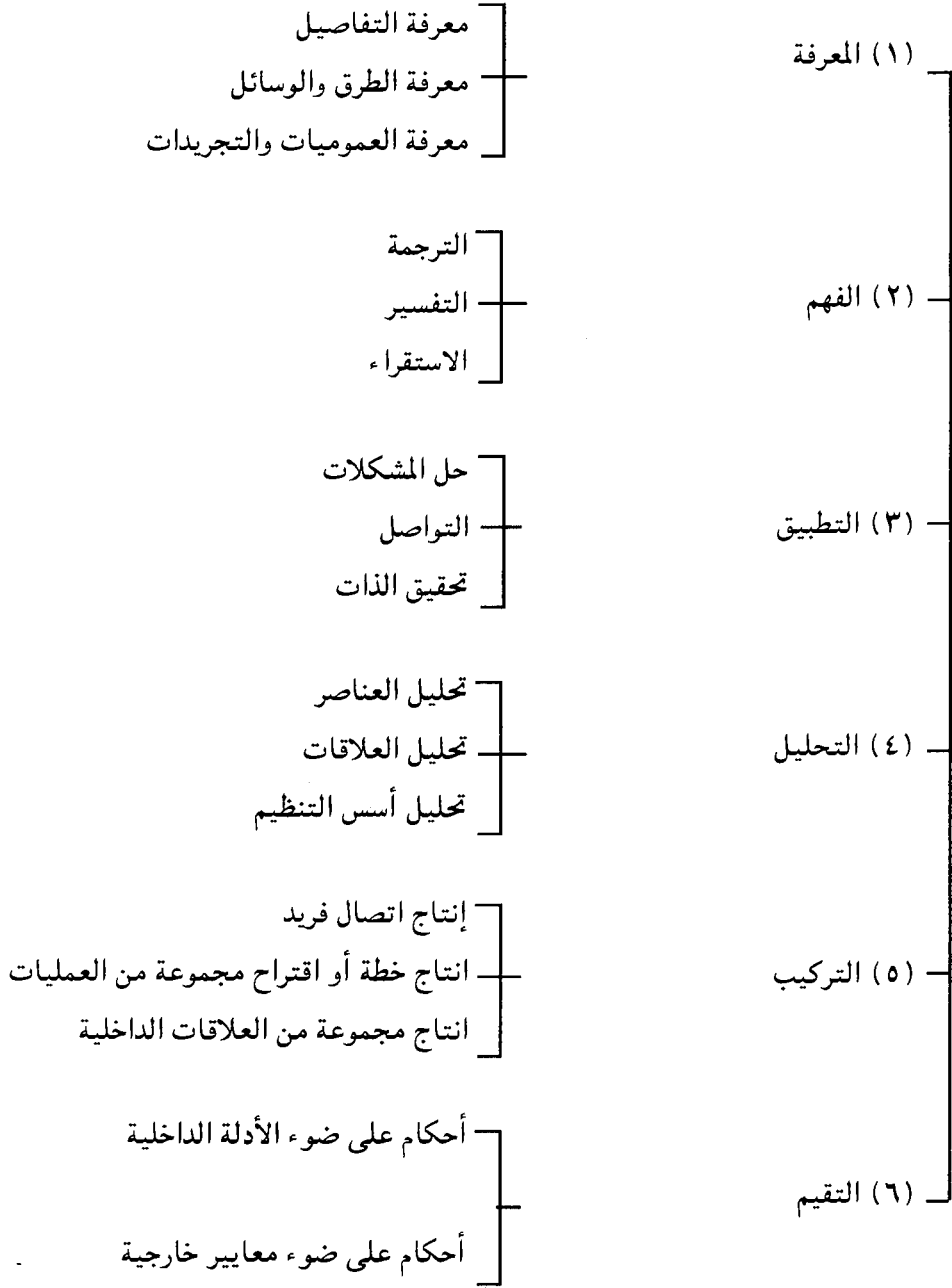 (١) المعرفة
معرفة التفاصيل
معرفة الطرق والوسائل
معرفة العموميات والتجريدات
(٢) الفهم
الترجمة
التفسير
الاستقراء
(٣) التطبيق
حل المشكلات
التواصل
تحقيق الذات
(٤) التحليل
تحليل العناصر
تحليل العلاقات
تحليل أسس التنظيم
(٥) التركيب
إنتاج اتصال فريد
انتاج خطة أو اقتراح مجموعة من العمليات
انتاج مجموعة من العلاقات الداخلية
(٦) التقيم
أحكام على ضوء الأدلة الداخلية
أحكام على ضوء معايير خارجية